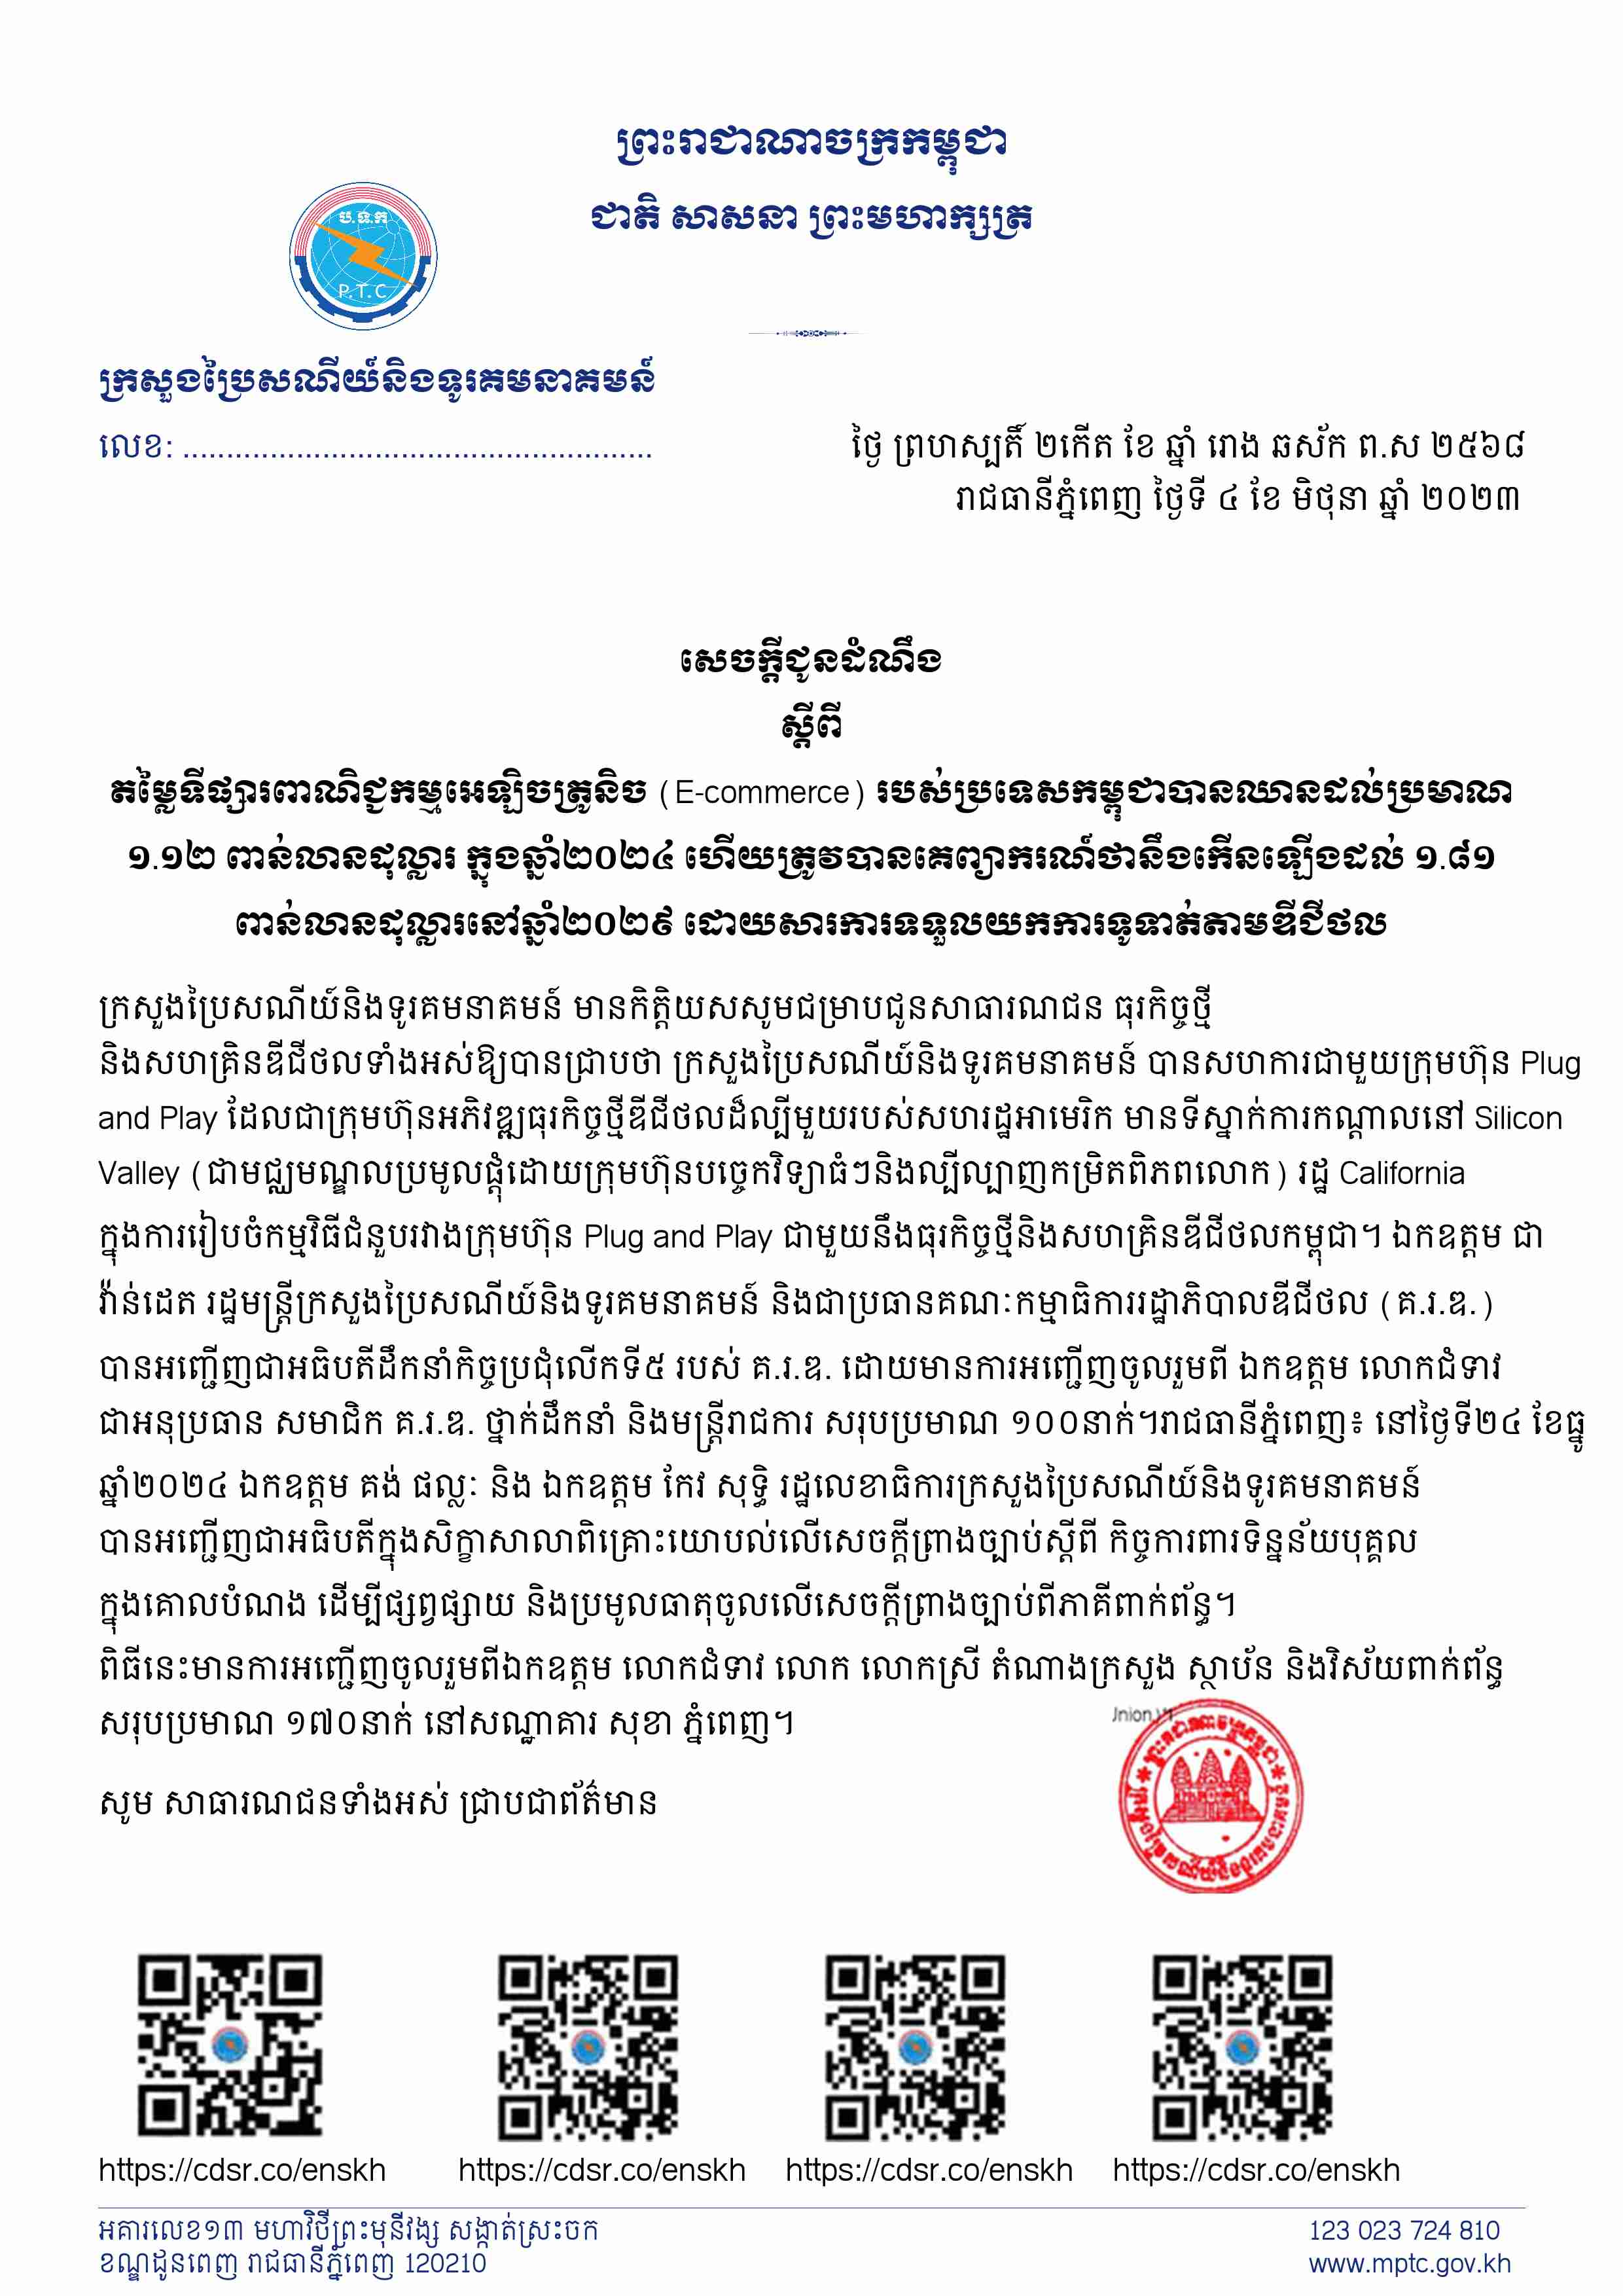 ព្រះរាជាណាចក្រកម្ពុជា
ជាតិ សាសនា ព្រះមហាក្សត្រ
ប.ទ.ក
P.T.C
ក្រសួងប្រៃសណីយ៍និងទូរគមនាគមន៍
លេខ: ......................................................
ថ្ងៃ ព្រហស្បតិ៍ ២កើត ខែ ឆ្នាំ រោង ឆស័ក ព.ស ២៥៦៨
រាជធានីភ្នំពេញ ថ្ងៃទី ៤ ខែ មិថុនា ឆ្នាំ ២០២៣
សេចក្តីជូនដំណឹង
ស្តីពី
តម្លៃទីផ្សារពាណិជ្ជកម្មអេឡិចត្រូនិច (E-commerce) របស់ប្រទេសកម្ពុជាបានឈានដល់ប្រមាណ
១.១២ ពាន់លានដុល្លារ ក្នុងឆ្នាំ២០២៤ ហើយត្រូវបានគេព្យាករណ៍ថានឹងកើនឡើងដល់ ១.៨១
ពាន់លានដុល្លារនៅឆ្នាំ២០២៩ ដោយសារការទទួលយកការទូទាត់តាមឌីជីថល
ក្រសួងប្រៃសណីយ៍និងទូរគមនាគមន៍ មានកិត្តិយសសូមជម្រាបជូនសាធារណជន ធុរកិច្ចថ្មី
និងសហគ្រិនឌីជីថលទាំងអស់ឱ្យបានជ្រាបថា ក្រសួងប្រៃសណីយ៍និងទូរគមនាគមន៍ បានសហការជាមួយក្រុមហ៊ុន Plug
and Play ដែលជាក្រុមហ៊ុនអភិវឌ្ឍធុរកិច្ចថ្មីឌីជីថលដ៏ល្បីមួយរបស់សហរដ្ឋអាមេរិក មានទីស្នាក់ការកណ្តាលនៅ Silicon
Valley (ជាមជ្ឈមណ្ឌលប្រមូលផ្តុំដោយក្រុមហ៊ុនបច្ចេកវិទ្យាធំៗនិងល្បីល្បាញកម្រិតពិភពលោក) រដ្ឋ California
ក្នុងការរៀបចំកម្មវិធីជំនួបរវាងក្រុមហ៊ុន Plug and Play ជាមួយនឹងធុរកិច្ចថ្មីនិងសហគ្រិនឌីជីថលកម្ពុជា។ ឯកឧត្តម ជា
វ៉ាន់ដេត រដ្ឋមន្ត្រីក្រសួងប្រៃសណីយ៍និងទូរគមនាគមន៍ និងជាប្រធានគណៈកម្មាធិការរដ្ឋាភិបាលឌីជីថល (គ.រ.ឌ.)
បានអញ្ជើញជាអធិបតីដឹកនាំកិច្ចប្រជុំលើកទី៥ របស់ គ.រ.ឌ. ដោយមានការអញ្ជើញចូលរួមពី ឯកឧត្តម លោកជំទាវ
ជាអនុប្រធាន សមាជិក គ.រ.ឌ. ថ្នាក់ដឹកនាំ និងមន្ត្រីរាជការ សរុបប្រមាណ ១០០នាក់។រាជធានីភ្នំពេញ៖ នៅថ្ងៃទី២៤ ខែធ្នូ
ឆ្នាំ២០២៤ ឯកឧត្តម គង់ ផល្លៈ និង ឯកឧត្តម កែវ សុទ្ធិ រដ្ឋលេខាធិការក្រសួងប្រៃសណីយ៍និងទូរគមនាគមន៍
បានអញ្ជើញជាអធិបតីក្នុងសិក្ខាសាលាពិគ្រោះយោបល់លើសេចក្តីព្រាងច្បាប់ស្តីពី កិច្ចការពារទិន្នន័យបុគ្គល
ក្នុងគោលបំណង ដើម្បីផ្សព្វផ្សាយ និងប្រមូលធាតុចូលលើសេចក្តីព្រាងច្បាប់ពីភាគីពាក់ព័ន្ធ។
ពិធីនេះមានការអញ្ជើញចូលរួមពីឯកឧត្តម លោកជំទាវ លោក លោកស្រី តំណាងក្រសួង ស្ថាប័ន និងវិស័យពាក់ព័ន្ធ
សរុបប្រមាណ ១៧០នាក់ នៅសណ្ឋាគារ សុខា ភ្នំពេញ។
ព្រះរាជាណាចក្រកម្ពុជា
សូម សាធារណជនទាំងអស់ ជ្រាបជាព័ត៌មាន
https://cdsr.co/enskh https://cdsr.co/enskh https://cdsr.co/enskh https://cdsr.co/enskh
អគារលេខ១៣ មហាវិថីព្រះមុនីវង្ស សង្កាត់ស្រះចក
ខណ្ឌដូនពេញ រាជធានីភ្នំពេញ 120210
123 023 724 810
www.mptc.gov.kh